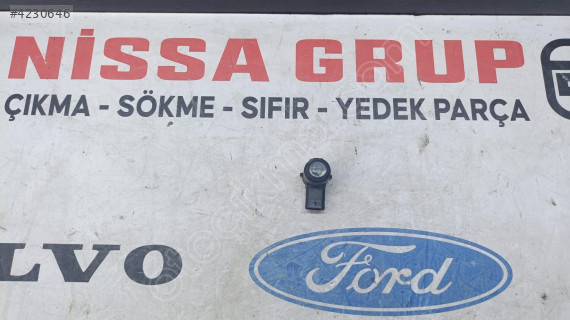 #4230646
NİSSA GRUP
ÇIKMA - SÖKME - SIFIR - YEDEK PARÇA
LVO
Ford